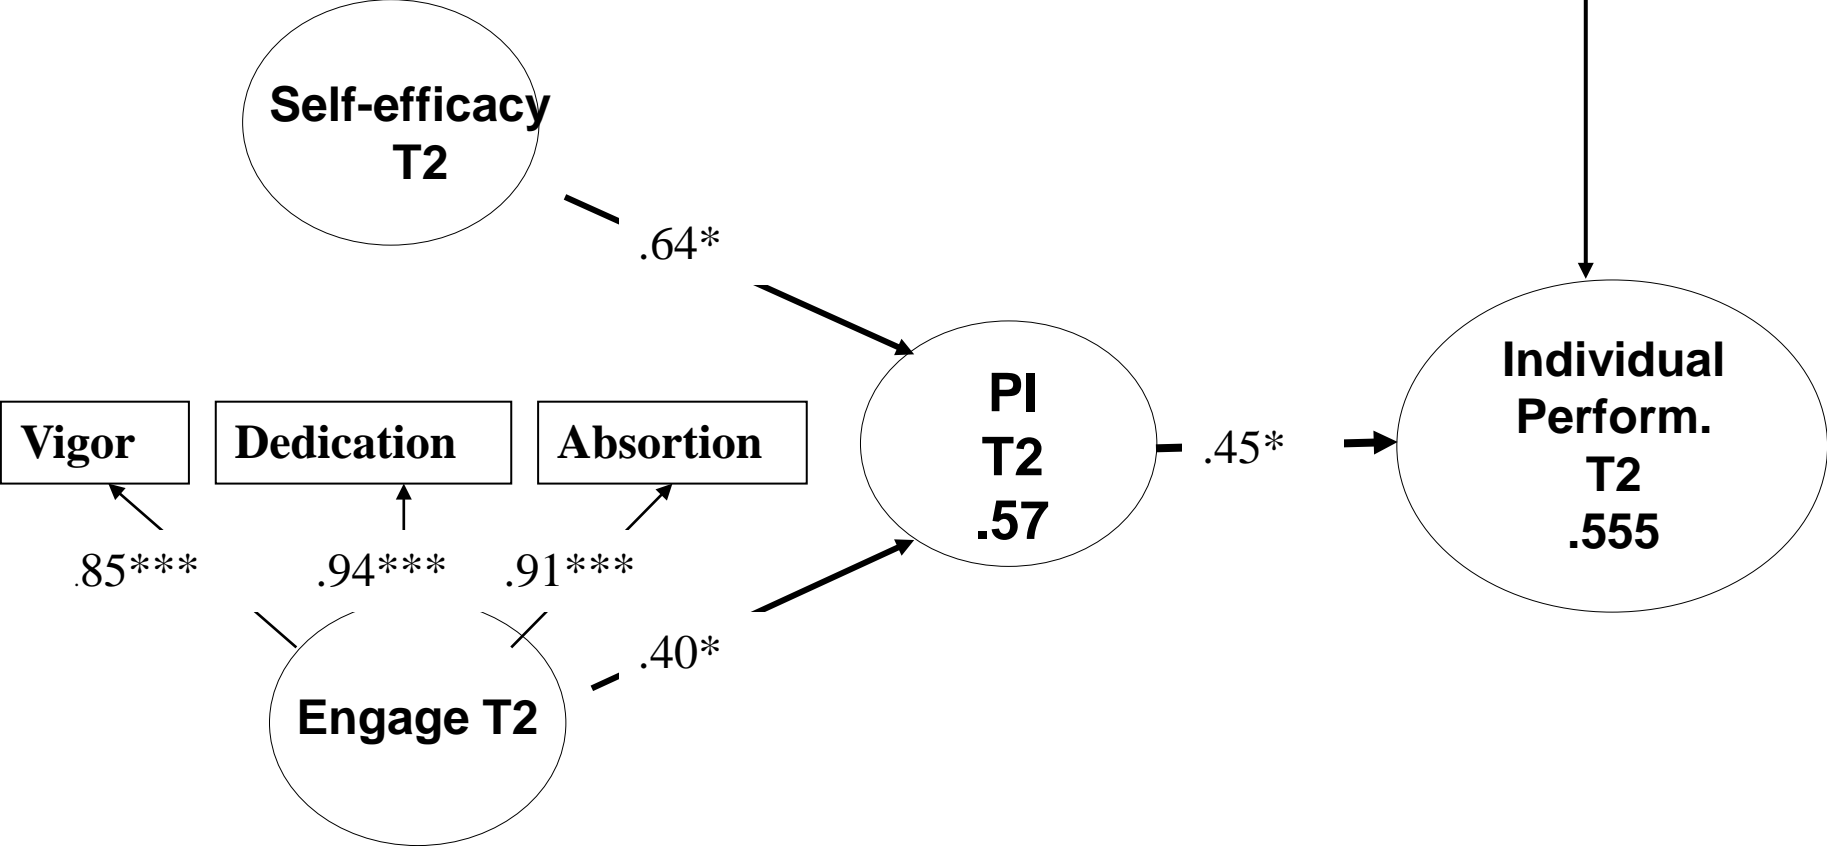 Self-efficacy
T2
.64*
Individual
Perform.
T2
.555
PI
T2
.57
.45*
Vigor
Dedication
Absortion
.85***
.94***
.91***
.40*
Engage T2